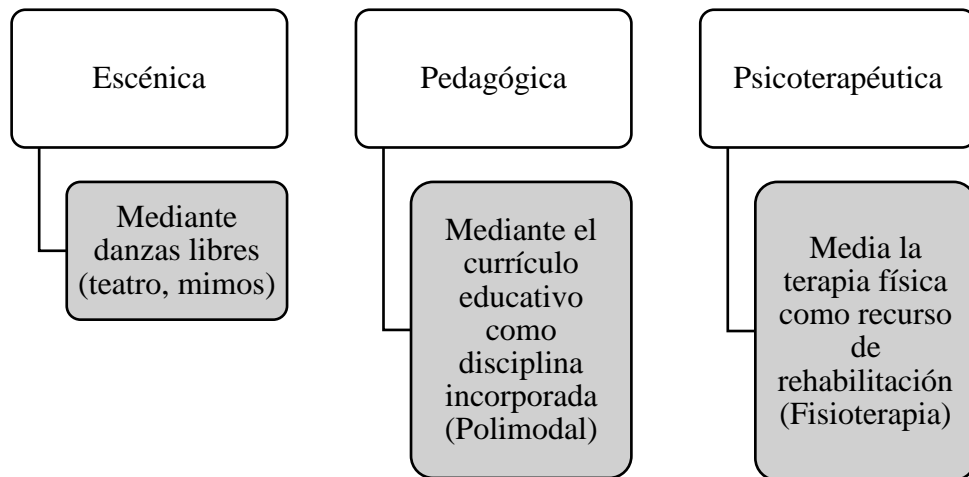 Escénica
Mediante
danzas libres
(teatro, mimos)
Pedagógica
Mediante el
currículo
educativo
como
disciplina
incorporada
(Polimodal)
Psicoterapéutica
Media la
terapia física
como recurso
de
rehabilitación
(Fisioterapia)